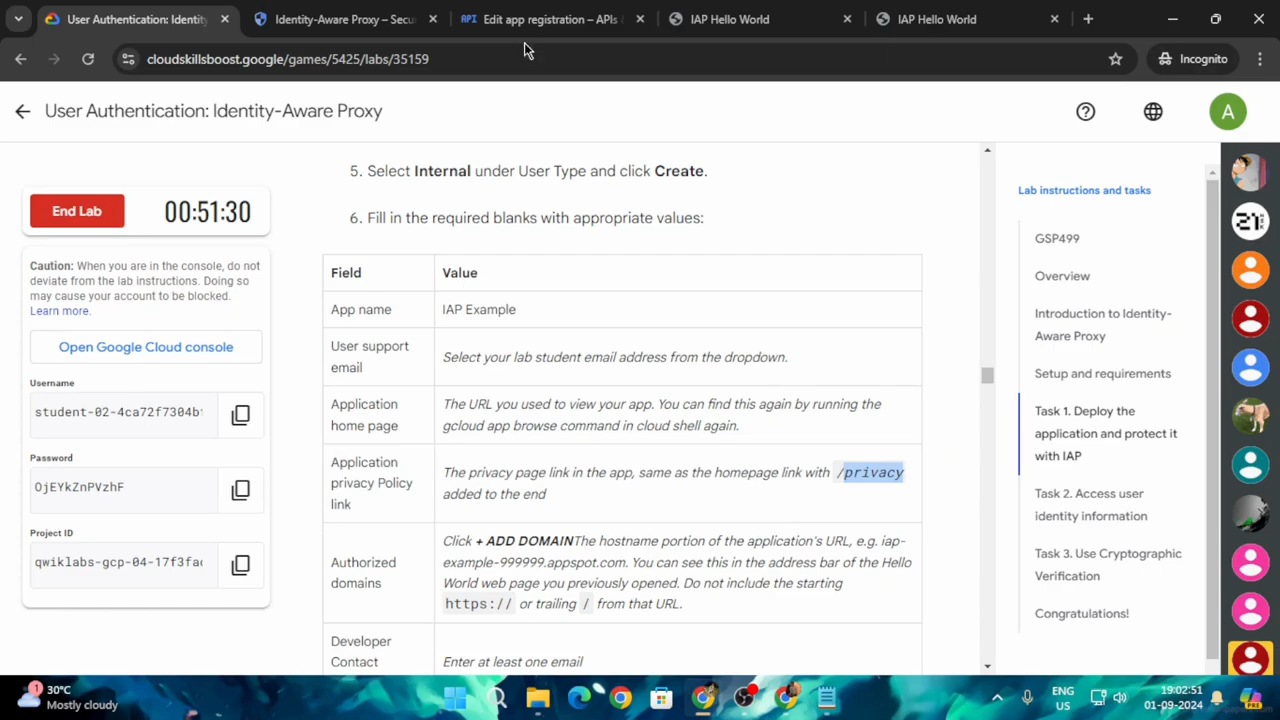 User Authentication: Identity
Identity-Aware Proxy – Secu
API Edit app registration – APIs &
IAP Hello World
IAP Hello World
cloudskillsboost.google/games/5425/labs/35159
Incognito
User Authentication: Identity-Aware Proxy
A
5. Select Internal under User Type and click Create.
End Lab
00:51:30
6. Fill in the required blanks with appropriate values:
Caution: When you are in the console, do not
deviate from the lab instructions. Doing so
may cause your account to be blocked.
Learn more.
Open Google Cloud console
Username
student-02-4ca72f7304b
Password
OjEYkZnPVzhF
Project ID
qwiklabs-gcp-04-17f3fa
Field
Value
App name
IAP Example
User support
email
Select your lab student email address from the dropdown.
Application
home page
The URL you used to view your app. You can find this again by running the
gcloud app browse command in cloud shell again.
Application
privacy Policy
link
The privacy page link in the app, same as the homepage link with /privacy
added to the end
Authorized
domains
Click + ADD DOMAINThe hostname portion of the application's URL, e.g. iap-
example-999999.appspot.com. You can see this in the address bar of the Hello
World web page you previously opened. Do not include the starting
https:// or trailing / from that URL.
Developer
Contact
Enter at least one email
Lab instructions and tasks
GSP499
Overview
Introduction to Identity-
Aware Proxy
Setup and requirements
Task 1. Deploy the
application and protect it
with IAP
Task 2. Access user
identity information
Task 3. Use Cryptographic
Verification
Congratulations!
21
1
30°C
Mostly cloudy
ENG
US
19:02:51
01-09-2024
PRE